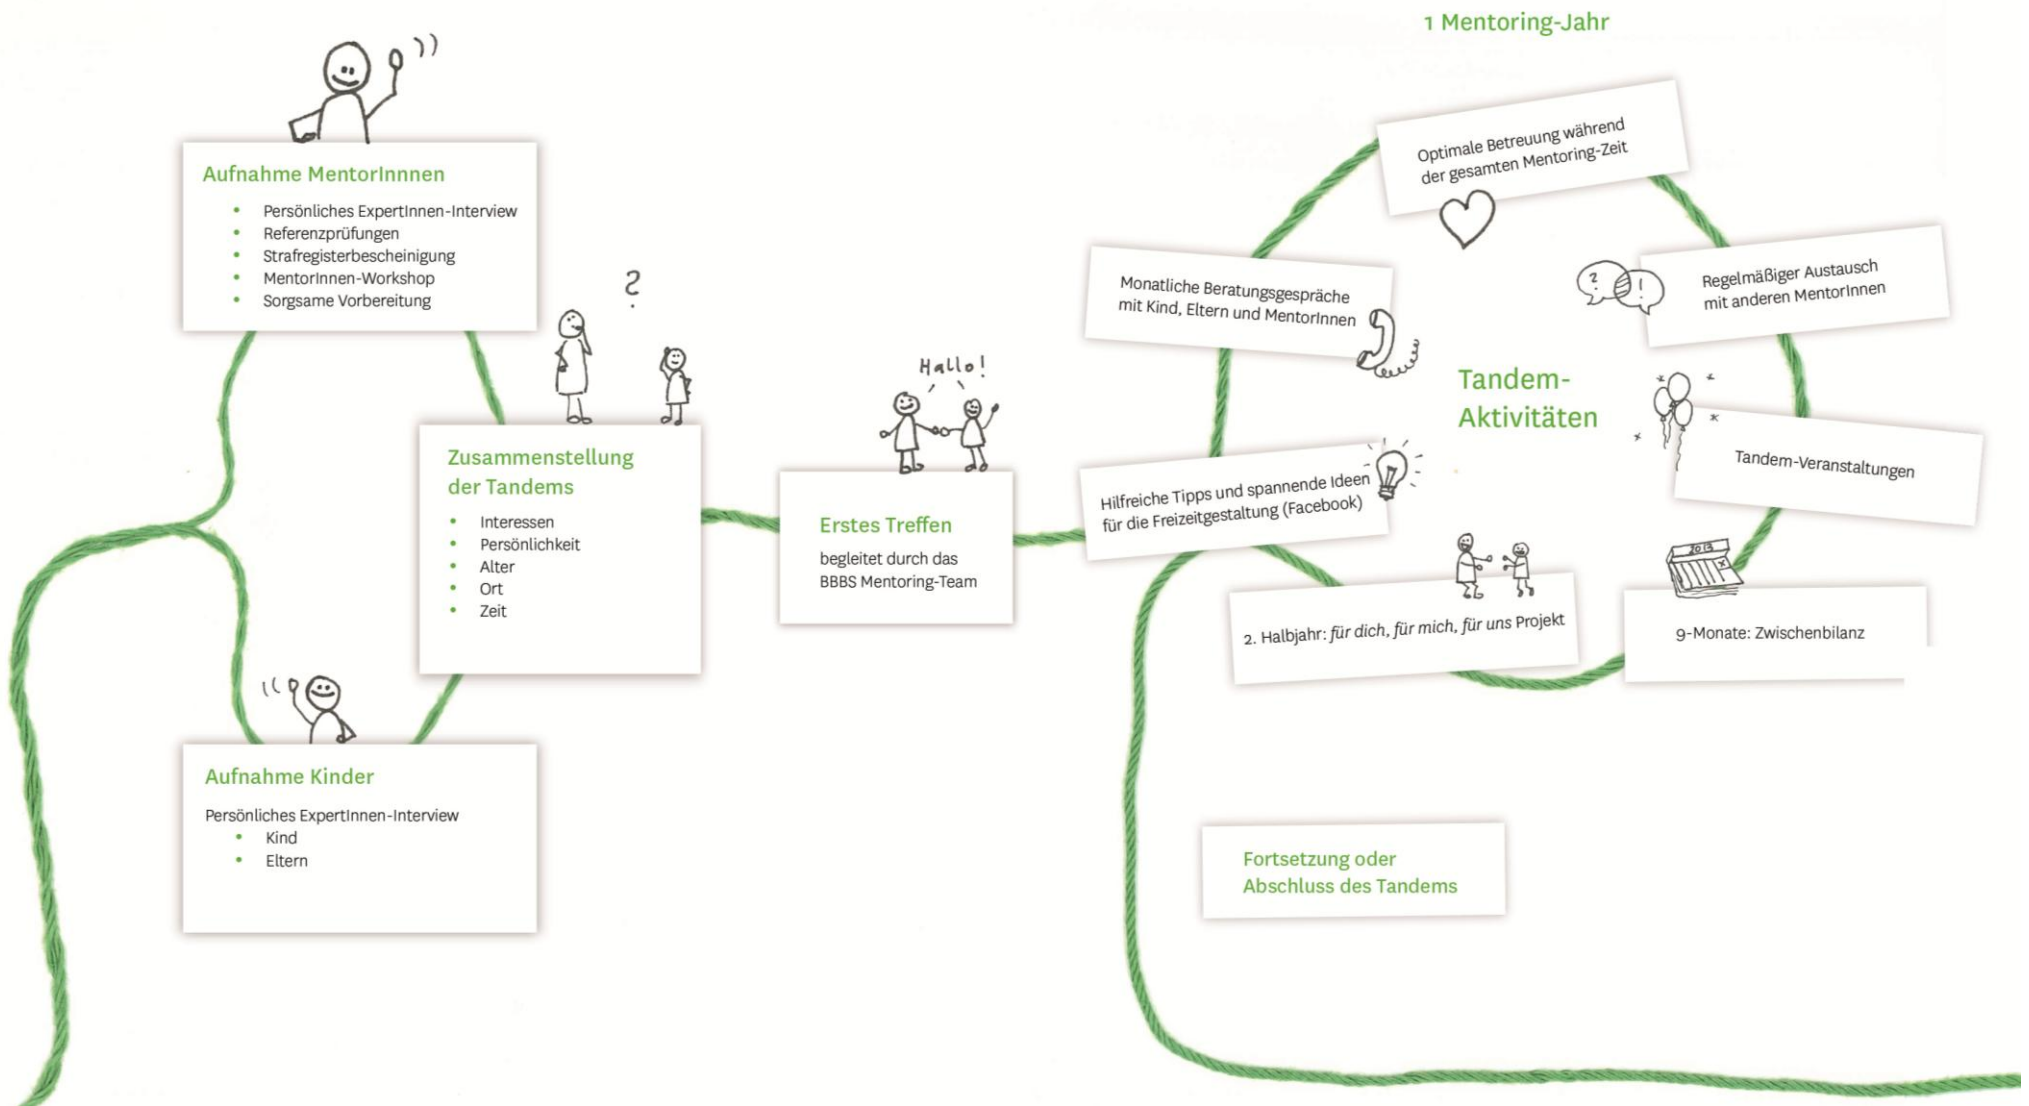 1 Mentoring-Jahr
Aufnahme MentorInnnen
• Persönliches ExpertInnen-Interview
• Referenzprüfungen
• Strafregisterbescheinigung
• MentorInnen-Workshop
• Sorgsame Vorbereitung
?
Zusammenstellung
der Tandems
• Interessen
• Persönlichkeit
• Alter
• Ort
• Zeit
Aufnahme Kinder
Persönliches ExpertInnen-Interview
• Kind
• Eltern
Hallo!
Erstes Treffen
begleitet durch das
BBBS Mentoring-Team
Hilfreiche Tipps und spannende Ideen
für die Freizeitgestaltung (Facebook)
Monatliche Beratungsgespräche
mit Kind, Eltern und MentorInnen
Optimale Betreuung während
der gesamten Mentoring-Zeit
? !
Regelmäßiger Austausch
mit anderen MentorInnen
Tandem-
Aktivitäten
Tandem-Veranstaltungen
2013
9-Monate: Zwischenbilanz
2. Halbjahr: für dich, für mich, für uns Projekt
Fortsetzung oder
Abschluss des Tandems